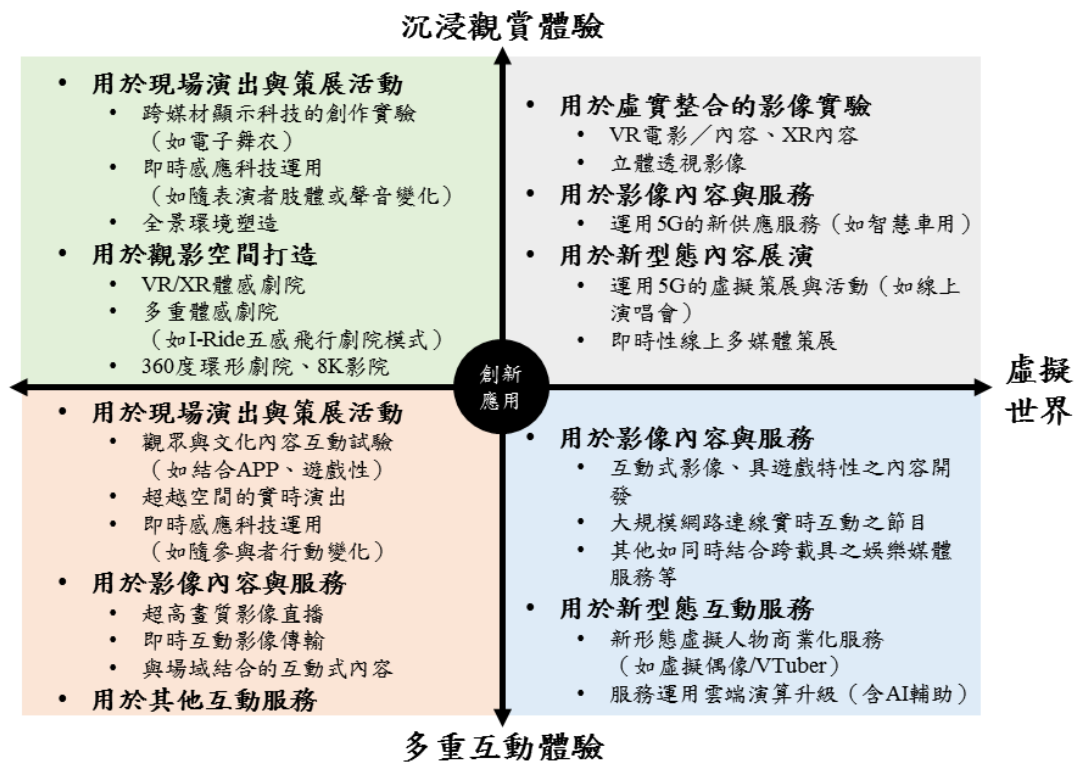 沉浸觀賞體驗
• 用於現場演出與策展活動
• 跨媒材顯示科技的創作實驗
（如電子舞衣）
• 即時感應科技運用
（如隨表演者肢體或聲音變化）
• 全景環境塑造
• 用於觀影空間打造
• VR/XR體感劇院
• 多重體感劇院
（如I-Ride五感飛行劇院模式）
• 360度環形劇院、8K影院
• 用於虛實整合的影像實驗
• VR電影／內容、XR內容
• 立體透視影像
• 用於影像內容與服務
• 運用5G的新供應服務（如智慧車用）
• 用於新型態內容展演
• 運用5G的虛擬策展與活動（如線上
演唱會）
• 即時性線上多媒體策展
創新
應用
虛擬
世界
• 用於現場演出與策展活動
• 觀眾與文化內容互動試驗
（如結合APP、遊戲性）
• 超越空間的實時演出
• 即時感應科技運用
（如隨參與者行動變化）
• 用於影像內容與服務
• 超高畫質影像直播
• 即時互動影像傳輸
• 與場域結合的互動式內容
• 用於其他互動服務
• 用於影像內容與服務
• 互動式影像、具遊戲特性之內容開
發
• 大規模網路連線實時互動之節目
• 其他如同時結合跨載具之娛樂媒體
服務等
• 用於新型態互動服務
• 新形態虛擬人物商業化服務
（如虛擬偶像/VTuber）
• 服務運用雲端演算升級（含AI輔助）
多重互動體驗